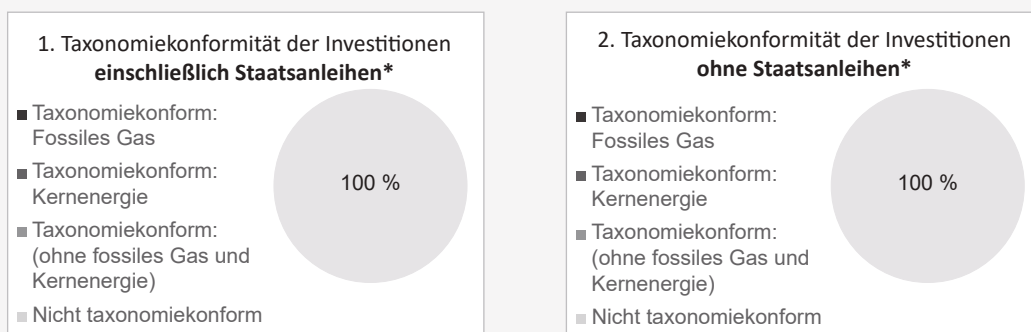 1. Taxonomiekonformität der Investitionen
einschließlich Staatsanleihen*
Taxonomiekonform:
Fossiles Gas
Taxonomiekonform:
Kernenergie
Taxonomiekonform:
(ohne fossiles Gas und
Kernenergie)
Nicht taxonomiekonform
100 %
2. Taxonomiekonformität der Investitionen
ohne Staatsanleihen*
Taxonomiekonform:
Fossiles Gas
Taxonomiekonform:
Kernenergie
Taxonomiekonform:
(ohne fossiles Gas und
Kernenergie)
Nicht taxonomiekonform
100 %